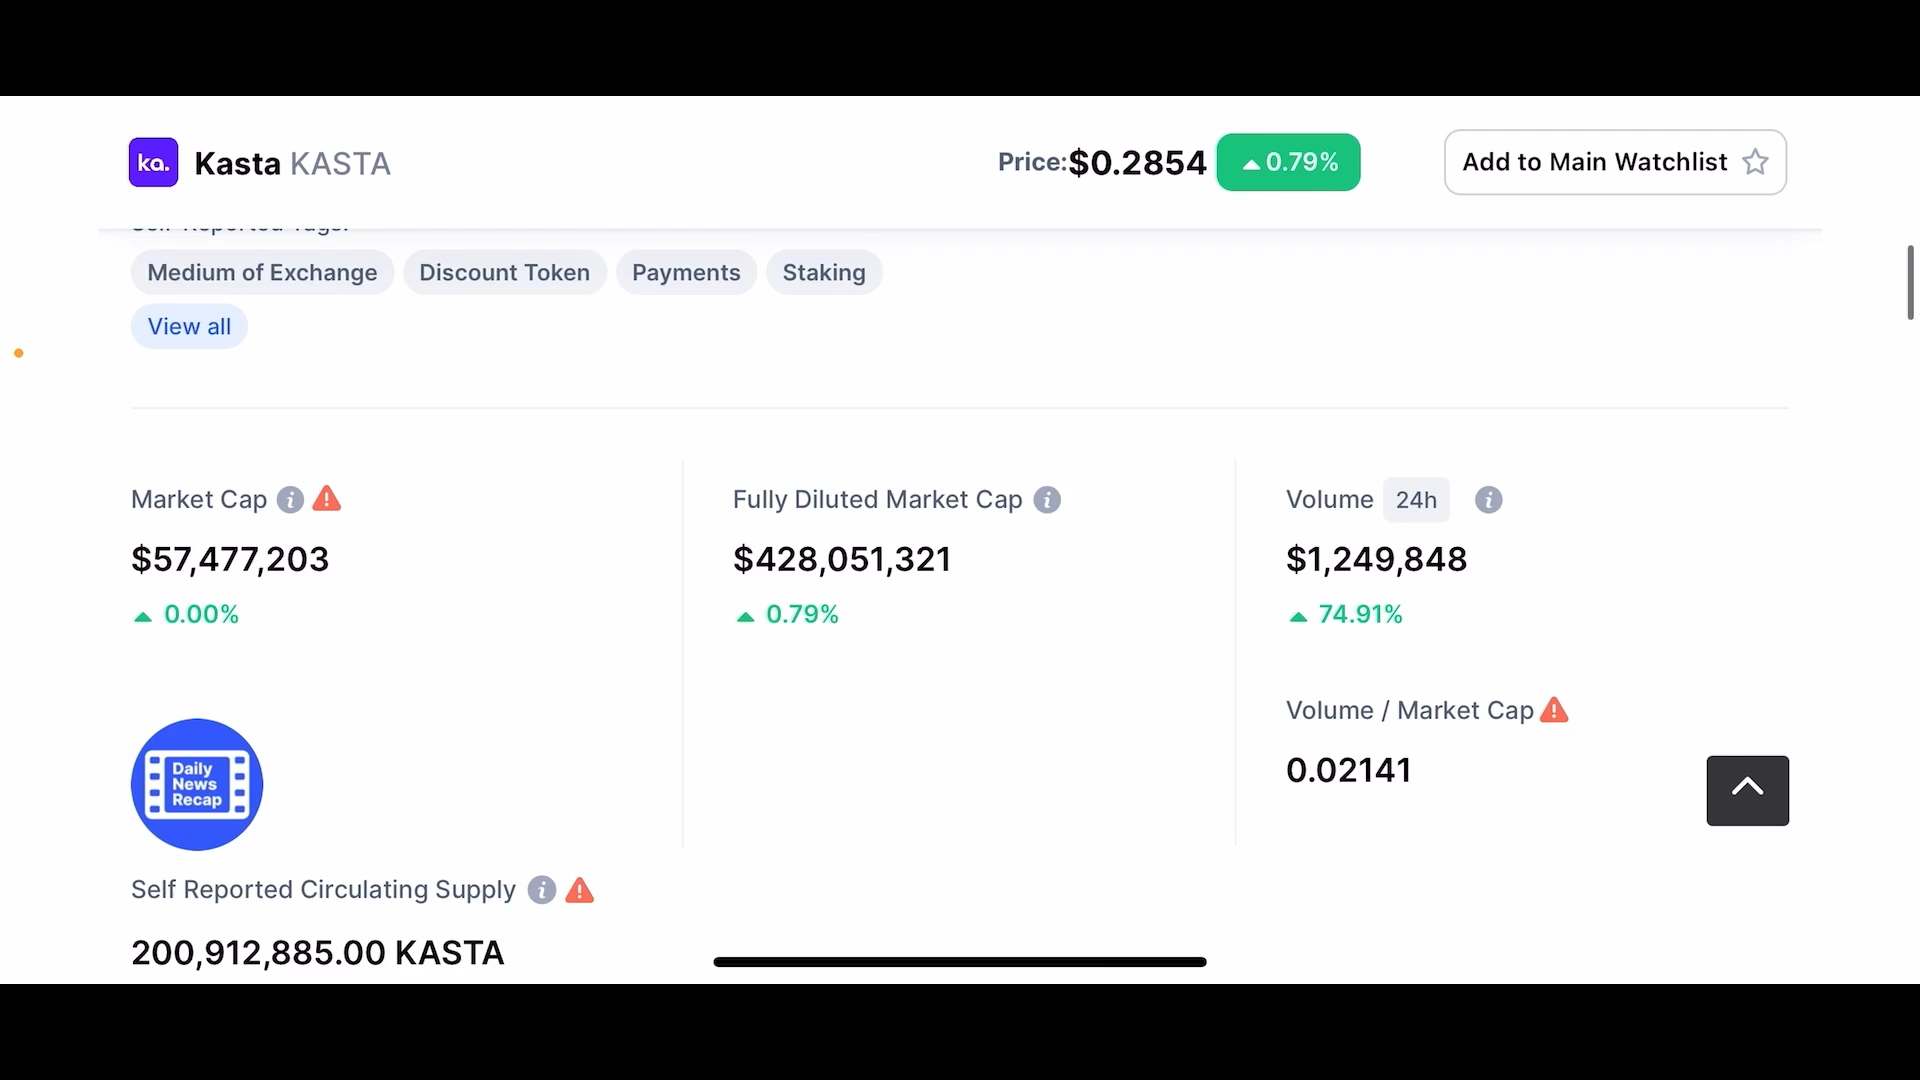 ka. Kasta KASTA Price:$0.2854 0.79% Add to Main Watchlist
Self Reported Tags:
Medium of Exchange Discount Token Payments Staking
View all
Market Cap Fully Diluted Market Cap Volume 24h
$57,477,203 $428,051,321 $1,249,848
0.00% 0.79% 74.91%
Volume / Market Cap
0.02141
Daily
News
Recap
Self Reported Circulating Supply
200,912,885.00 KASTA